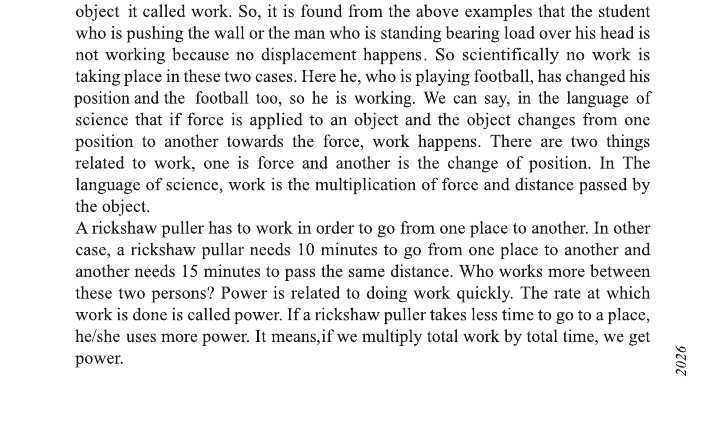 object it called work. So, it is found from the above examples that the student
who is pushing the wall or the man who is standing bearing load over his head is
not working because no displacement happens. So scientifically no work is
taking place in these two cases. Here he, who is playing football, has changed his
position and the football too, so he is working. We can say, in the language of
science that if force is applied to an object and the object changes from one
position to another towards the force, work happens. There are two things
related to work, one is force and another is the change of position. In The
language of science, work is the multiplication of force and distance passed by
the object.
A rickshaw puller has to work in order to go from one place to another. In other
case, a rickshaw pullar needs 10 minutes to go from one place to another and
another needs 15 minutes to pass the same distance. Who works more between
these two persons? Power is related to doing work quickly. The rate at which
work is done is called power. If a rickshaw puller takes less time to go to a place,
he/she uses more power. It means,if we multiply total work by total time, we get
power.
2026